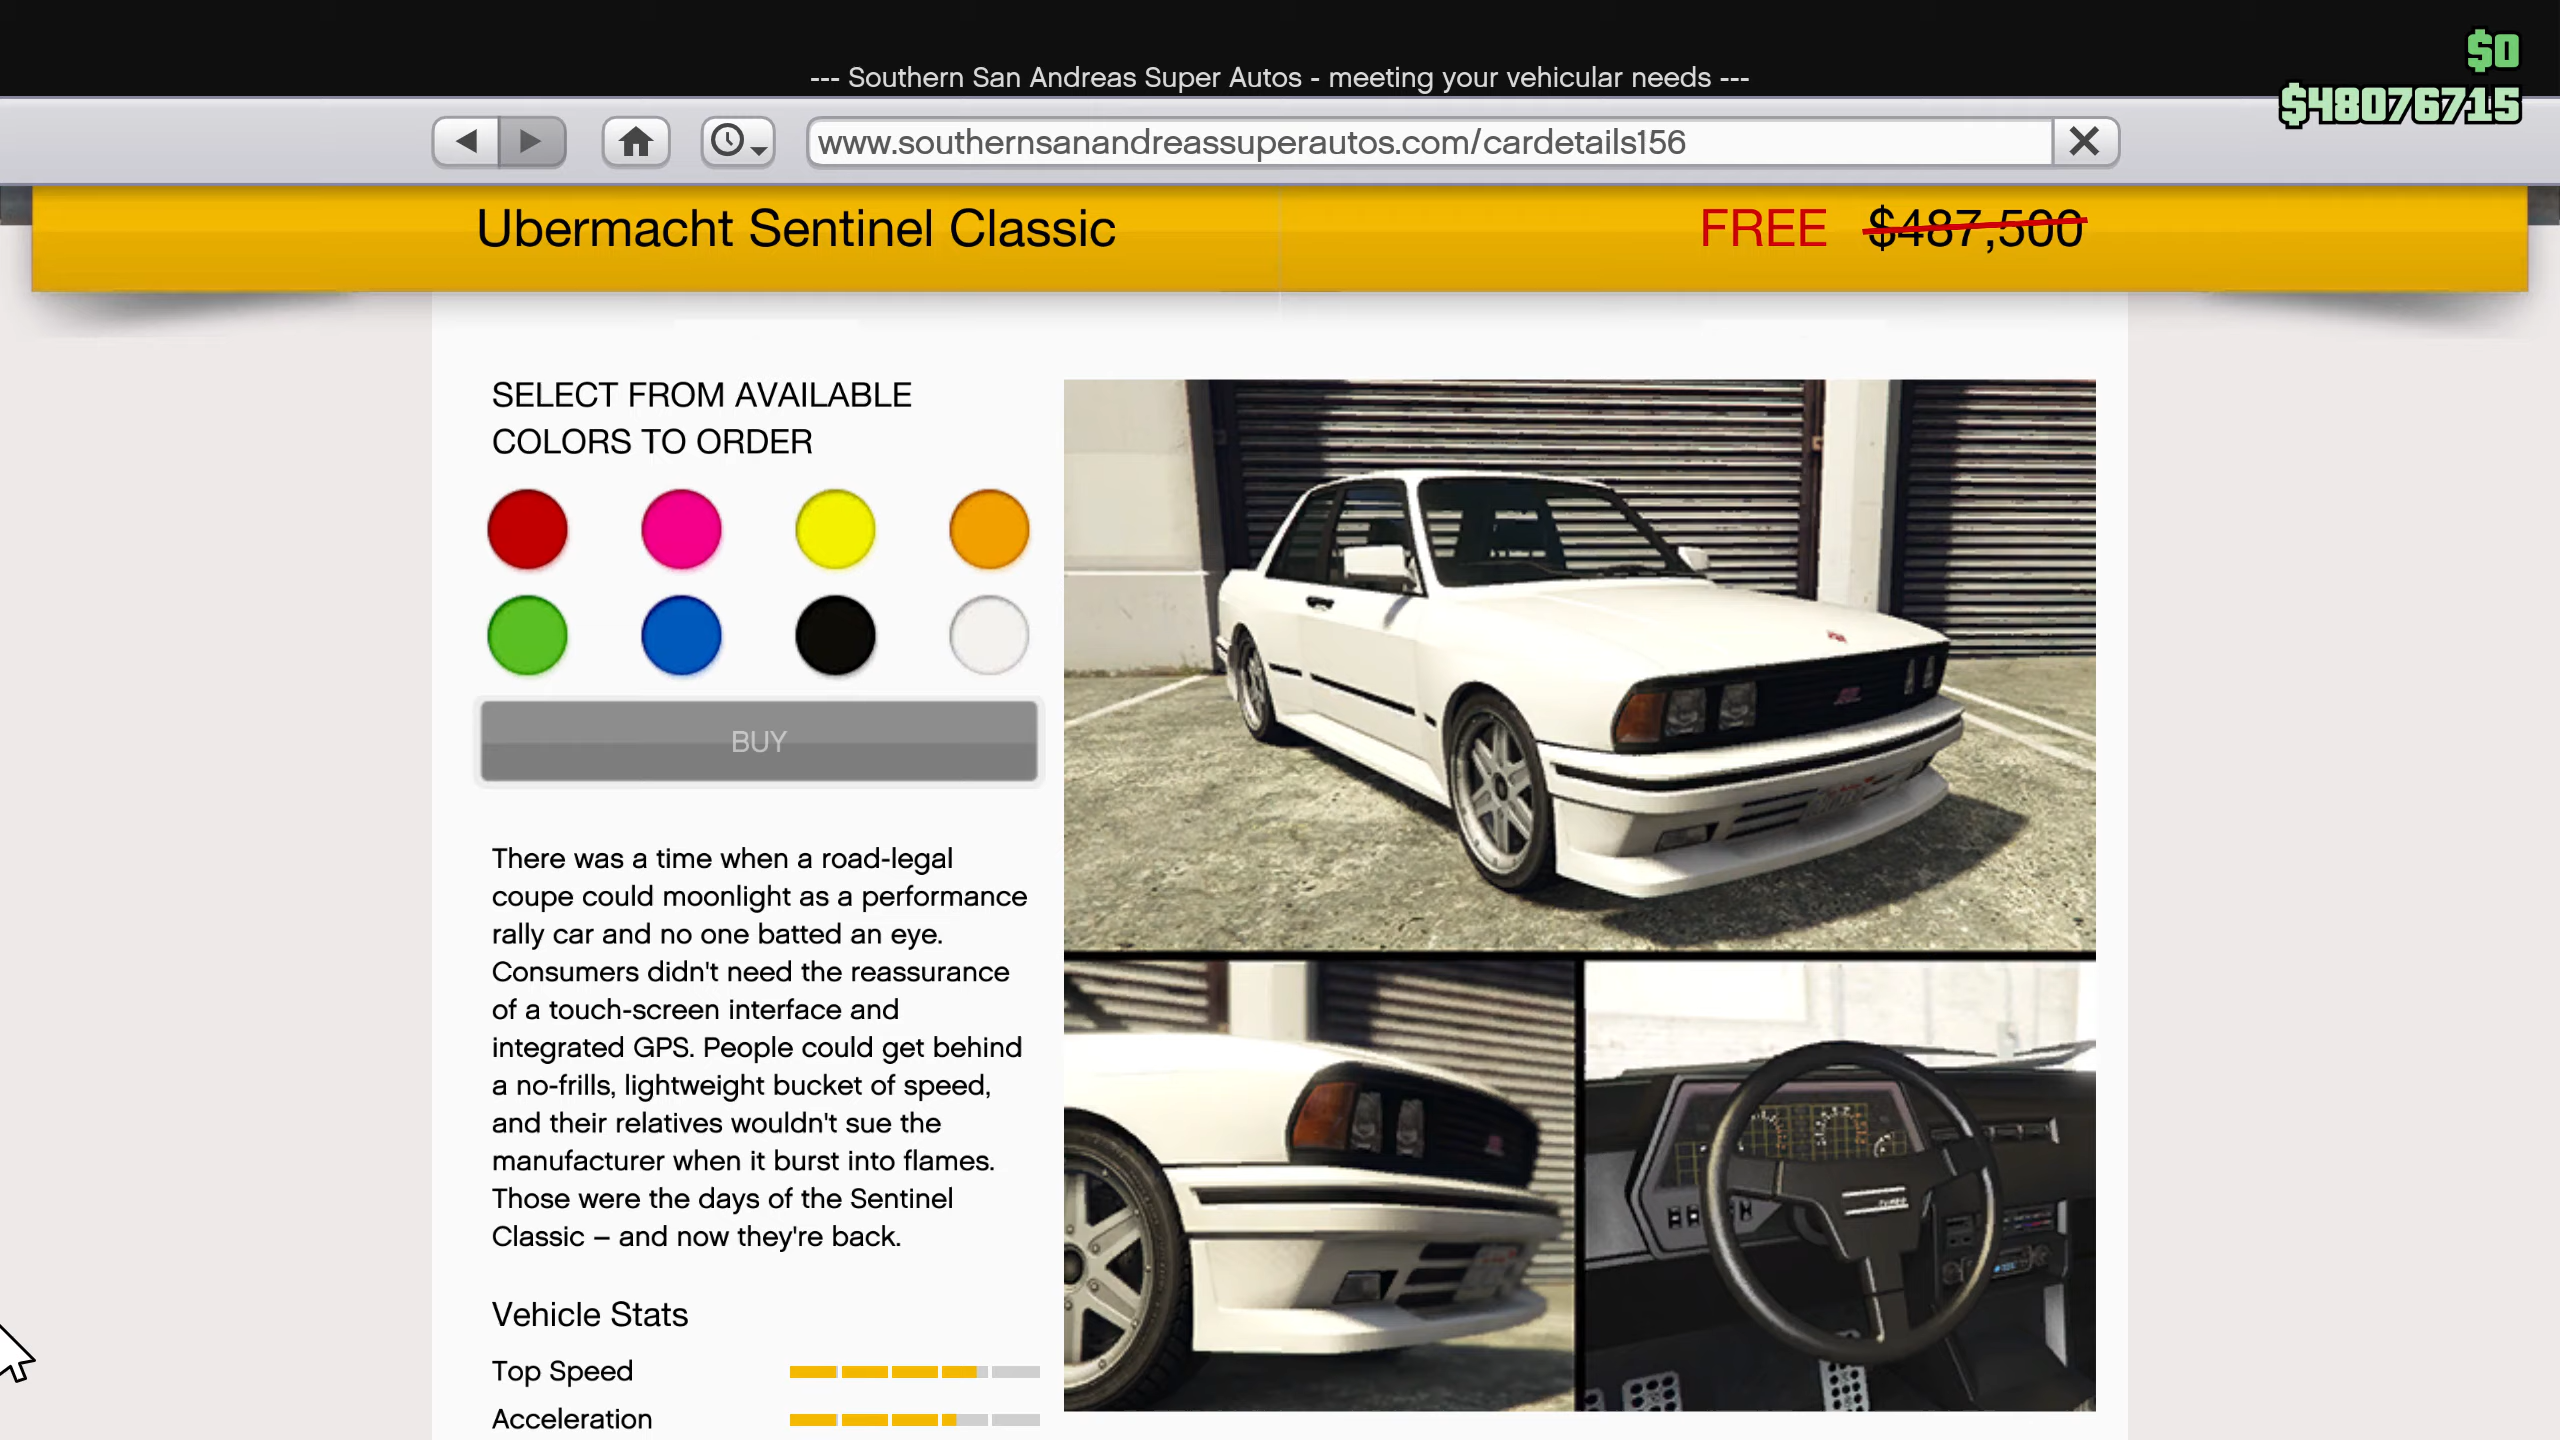 $0
--- Southern San Andreas Super Autos - meeting your vehicular needs ---
$48076715
www.southernsanandreassuperautos.com/cardetails156
Ubermacht Sentinel Classic
FREE $487,500
SELECT FROM AVAILABLE
COLORS TO ORDER
BUY
There was a time when a road-legal
coupe could moonlight as a performance
rally car and no one batted an eye.
Consumers didn't need the reassurance
of a touch-screen interface and
integrated GPS. People could get behind
a no-frills, lightweight bucket of speed,
and their relatives wouldn't sue the
manufacturer when it burst into flames.
Those were the days of the Sentinel
Classic – and now they're back.
Vehicle Stats
Top Speed
Acceleration